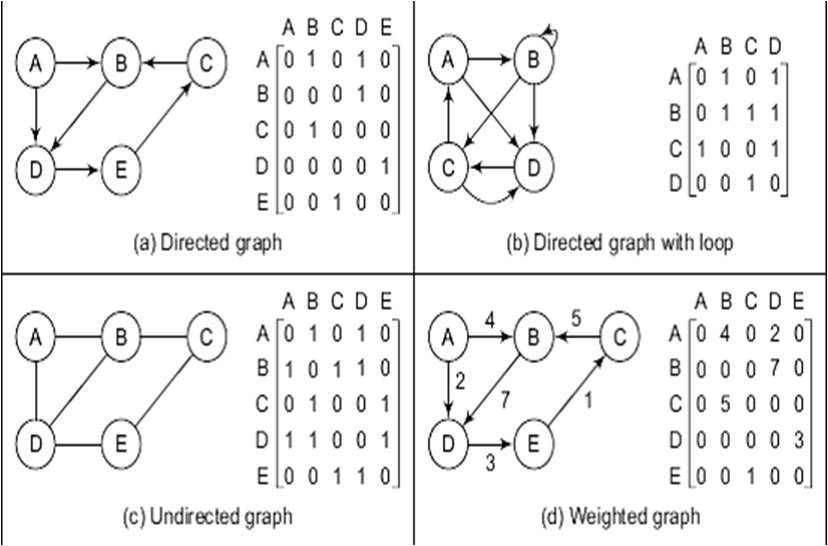 A B C D E
A 0 1 0 1 0
B 0 0 0 1 0
C 0 1 0 0 0
D 0 0 0 0 1
E 0 0 1 0 0
A B C
D E
(a) Directed graph
A B C D
A 0 1 0 1
B 0 1 1 1
C 1 0 0 1
D 0 0 1 0
A B
C D
(b) Directed graph with loop
A B C D E
A 0 1 0 1 0
B 1 0 1 1 0
C 0 1 0 0 1
D 1 1 0 0 1
E 0 0 1 1 0
A B C
D E
(c) Undirected graph
A B C D E
A 0 4 0 2 0
B 0 0 0 7 0
C 0 5 0 0 0
D 0 0 0 0 3
E 0 0 1 0 0
4 5
A B C
2 7 1
D E
3
(d) Weighted graph